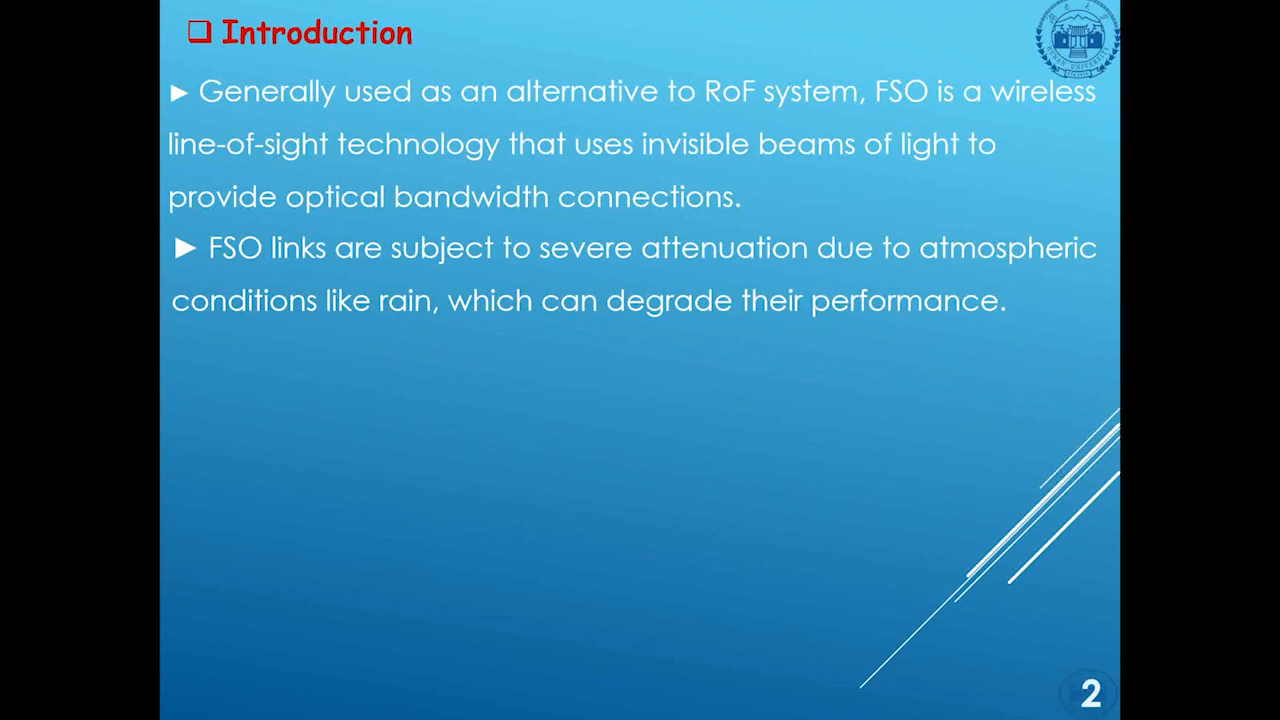 ❑ Introduction
► Generally used as an alternative to RoF system, FSO is a wireless
line-of-sight technology that uses invisible beams of light to
provide optical bandwidth connections.
► FSO links are subject to severe attenuation due to atmospheric
conditions like rain, which can degrade their performance.
2